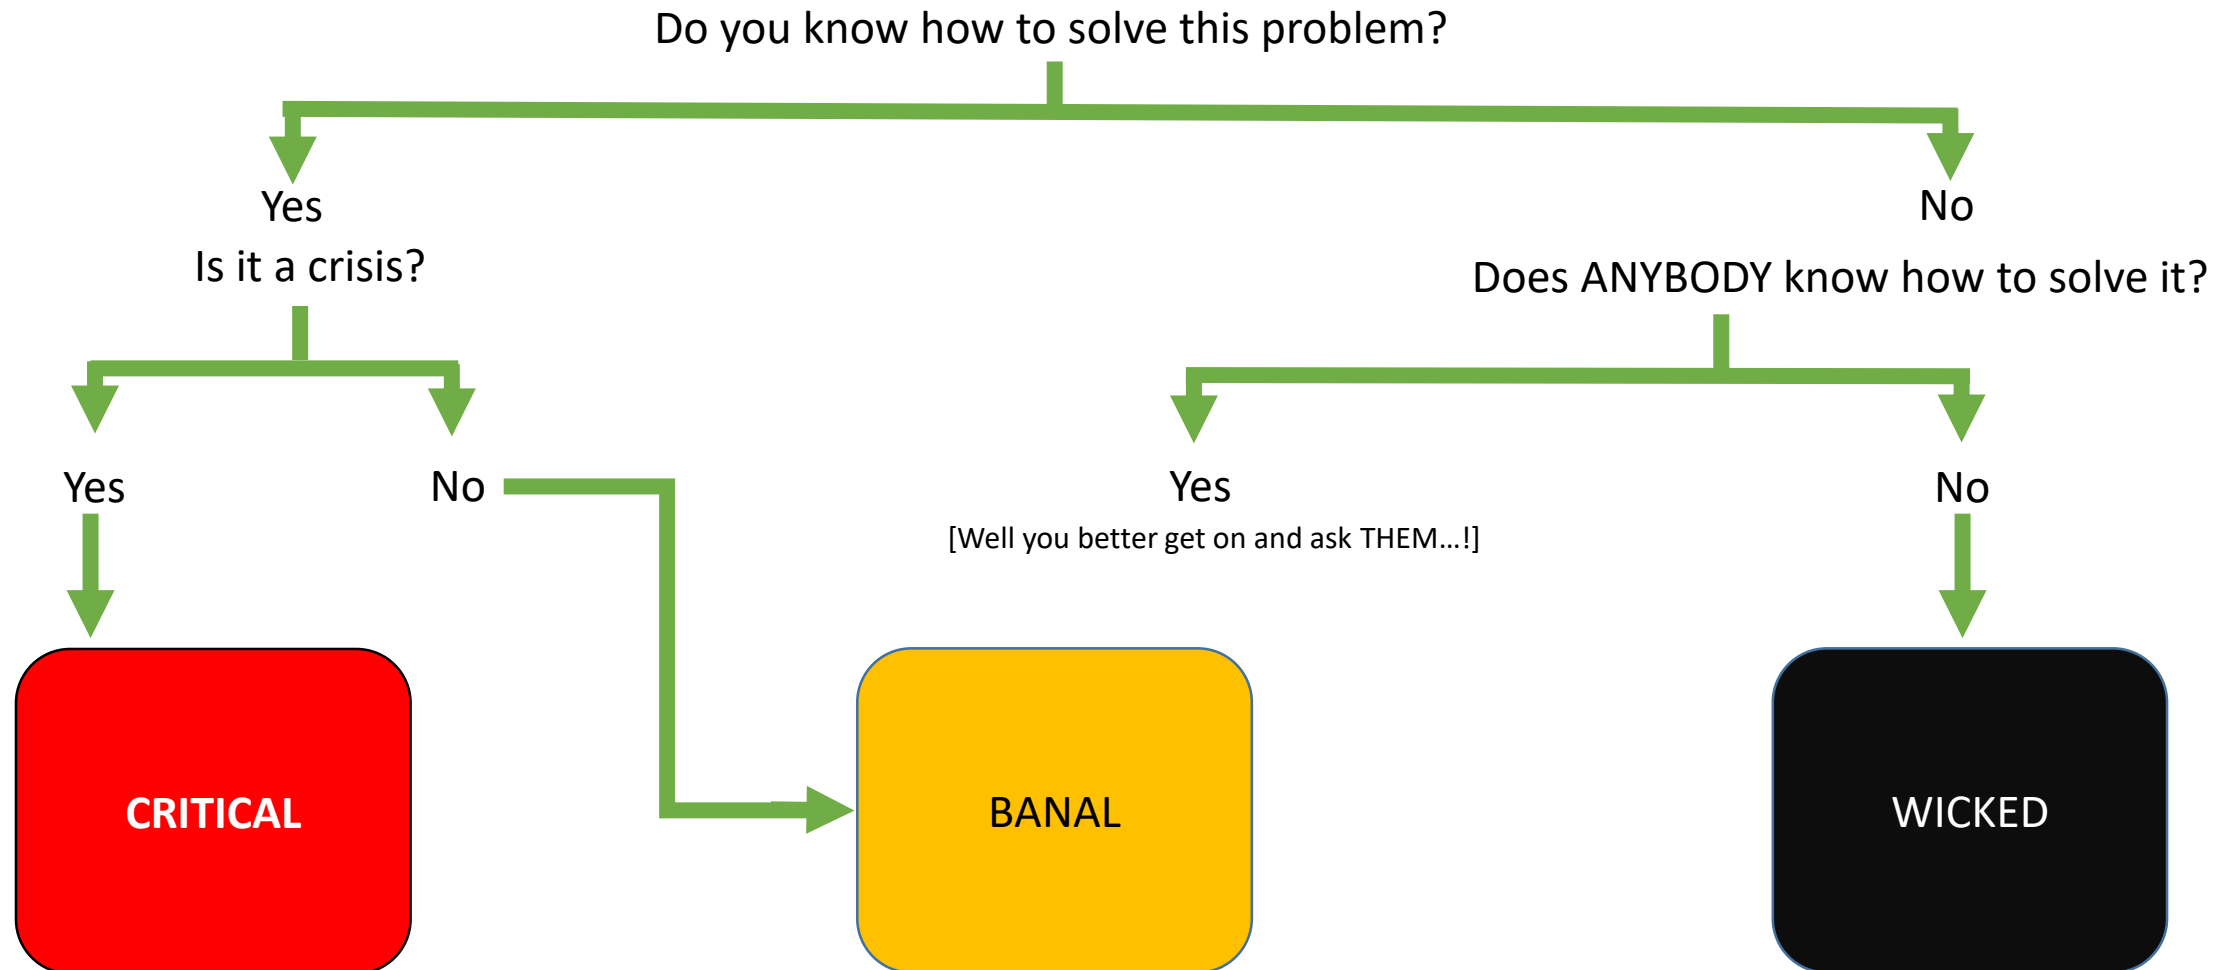 Do you know how to solve this problem?
Yes
No
Is it a crisis?
Does ANYBODY know how to solve it?
Yes
No
Yes
No
[Well you better get on and ask THEM...!]
CRITICAL
BANAL
WICKED